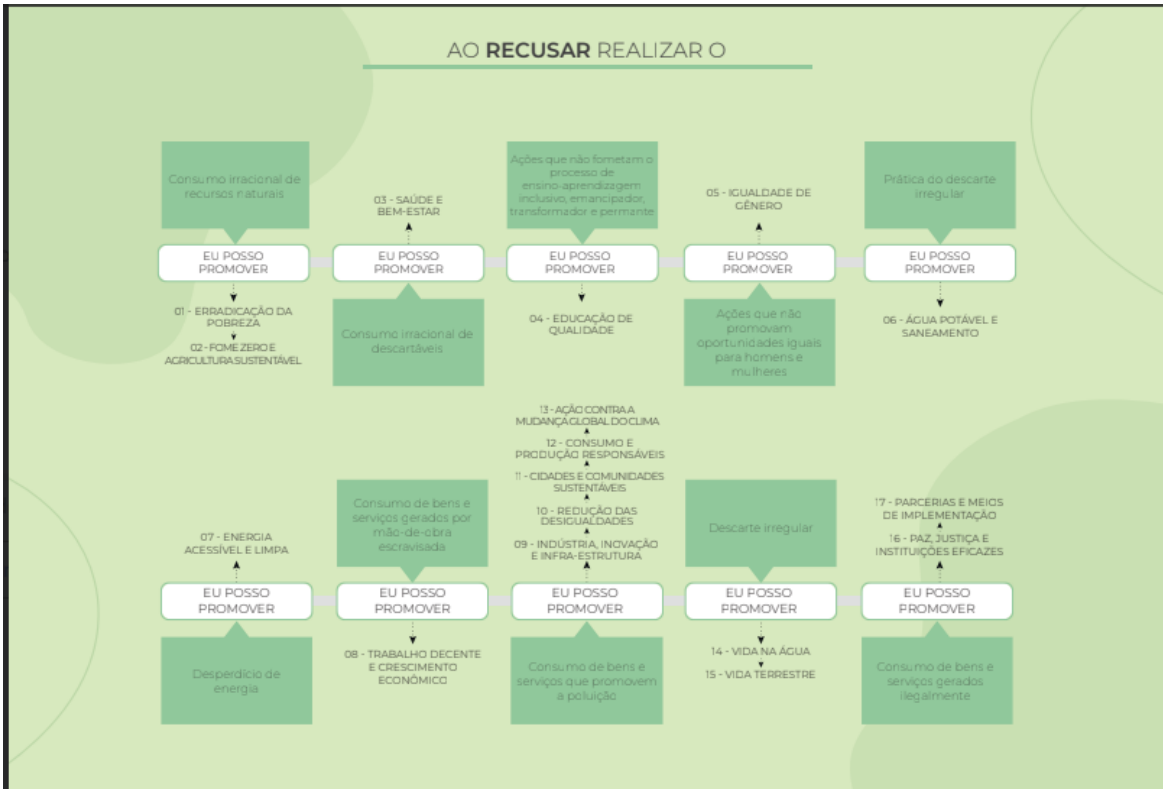 AO RECUSAR REALIZAR O
Consumo irracional de
recursos naturais
EU POSSO
PROMOVER
01 - ERRADICAÇÃO DA
POBREZA
02 - FOME ZERO E
AGRICULTURA SUSTENTÁVEL
03 - SAÚDE E
BEM-ESTAR
EU POSSO
PROMOVER
Consumo irracional de
descartáveis
Ações que não fometam o
processo de
ensino-aprendizagem
inclusivo, emancipador,
transformador e permante
EU POSSO
PROMOVER
04 - EDUCAÇÃO DE
QUALIDADE
05 - IGUALDADE DE
GÊNERO
EU POSSO
PROMOVER
Ações que não
promovam
oportunidades iguais
para homens e
mulheres
Prática do descarte
irregular
EU POSSO
PROMOVER
06 - ÁGUA POTÁVEL E
SANEAMENTO
07 - ENERGIA
ACESSÍVEL E LIMPA
EU POSSO
PROMOVER
Desperdício de
energia
Consumo de bens e
serviços gerados por
mão-de-obra
escravisada
EU POSSO
PROMOVER
08 - TRABALHO DECENTE
E CRESCIMENTO
ECONÔMICO
13 - AÇÃO CONTRA A
MUDANÇA GLOBAL DO CLIMA
12 - CONSUMO E
PRODUÇÃO RESPONSÁVEIS
11 - CIDADES E COMUNIDADES
SUSTENTÁVEIS
10 - REDUÇÃO DAS
DESIGUALDADES
09 - INDÚSTRIA, INOVAÇÃO
E INFRA-ESTRUTURA
EU POSSO
PROMOVER
Consumo de bens e
serviços que promovem
a poluição
Descarte irregular
EU POSSO
PROMOVER
14 - VIDA NA ÁGUA
15 - VIDA TERRESTRE
17 - PARCERIAS E MEIOS
DE IMPLEMENTAÇÃO
16 - PAZ, JUSTIÇA E
INSTITUIÇÕES EFICAZES
EU POSSO
PROMOVER
Consumo de bens e
serviços gerados
ilegalmente